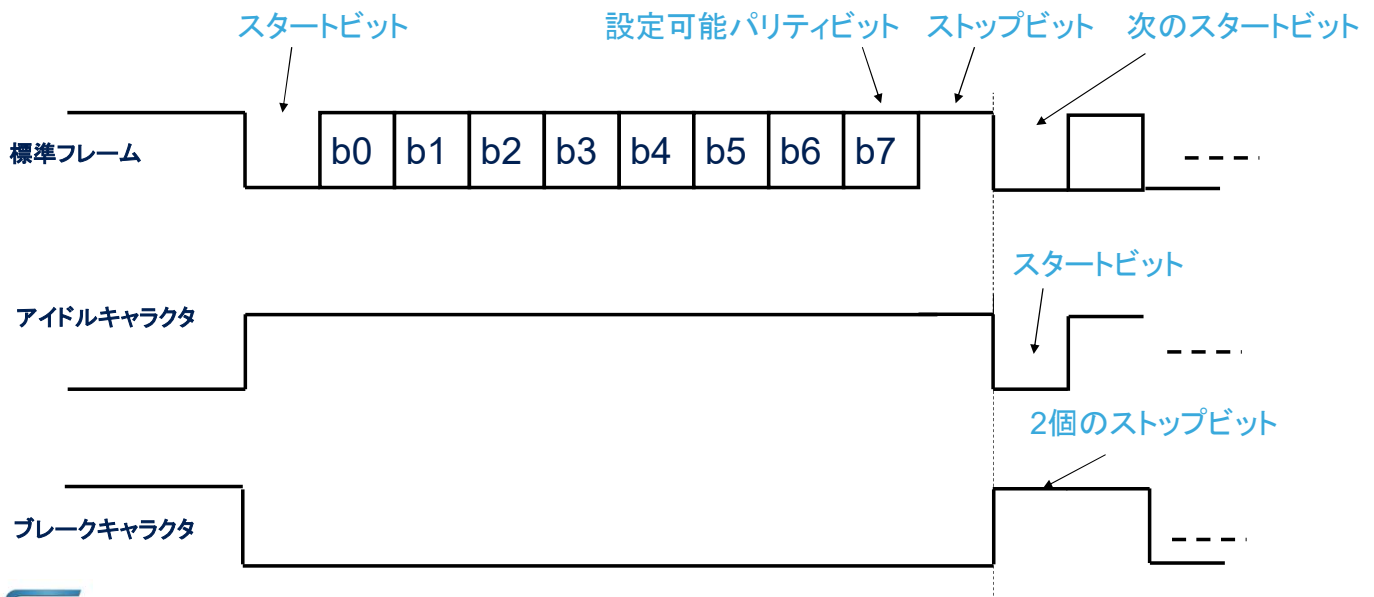 スタートビット
設定可能パリティビット
ストップビット
次のスタートビット
標準フレーム
b0 b1 b2 b3 b4 b5 b6 b7
スタートビット
アイドルキャラクタ
2個のストップビット
ブレークキャラクタ